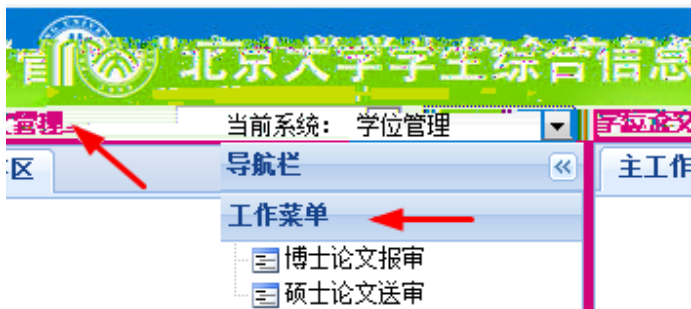 北京大学学生综合信息
当前系统： 学位管理
区
导航栏
主工作
工作菜单
博士论文报审
硕士论文送审